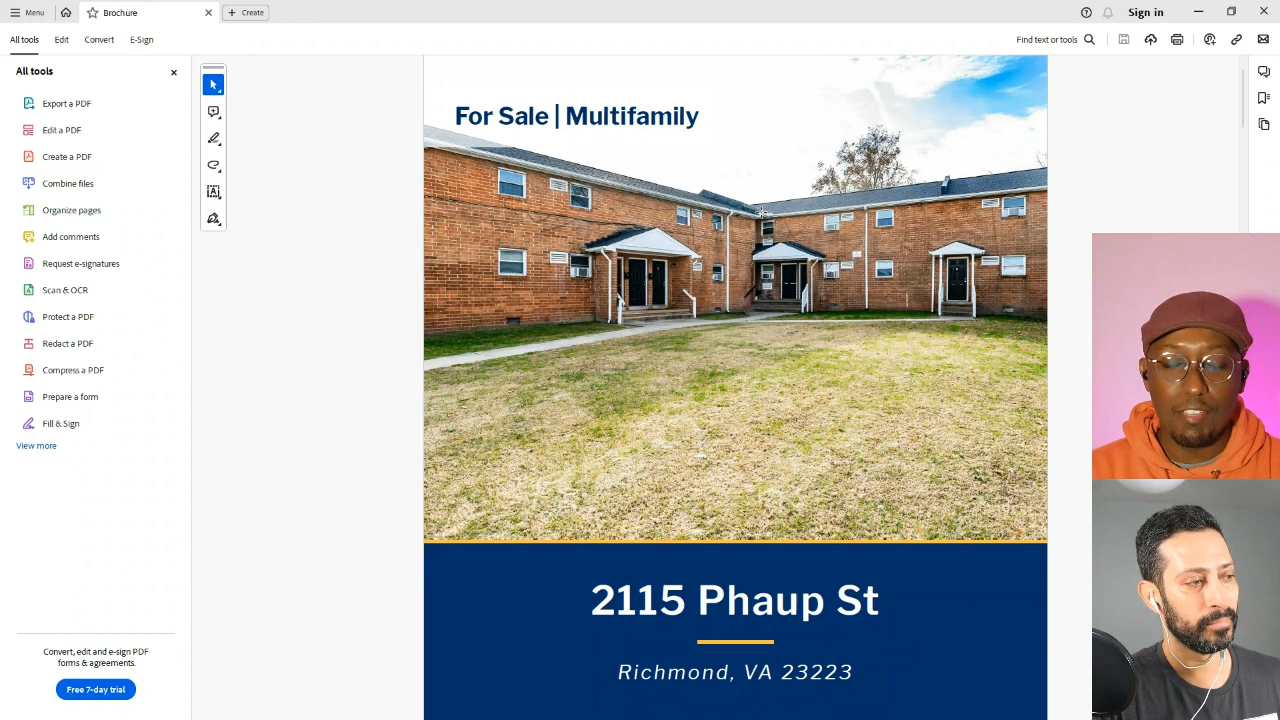 Menu
Brochure
Create
Sign in
All tools
Edit
Convert
E-Sign
Find text or tools
All tools
Export a PDF
Edit a PDF
Create a PDF
Combine files
Organize pages
Add comments
Request e-signatures
Scan & OCR
Protect a PDF
Redact a PDF
Compress a PDF
Prepare a form
Fill & Sign
View more
Convert, edit and e-sign PDF
forms & agreements.
Free 7-day trial
For Sale | Multifamily
2115 Phaup St
Richmond, VA 23223